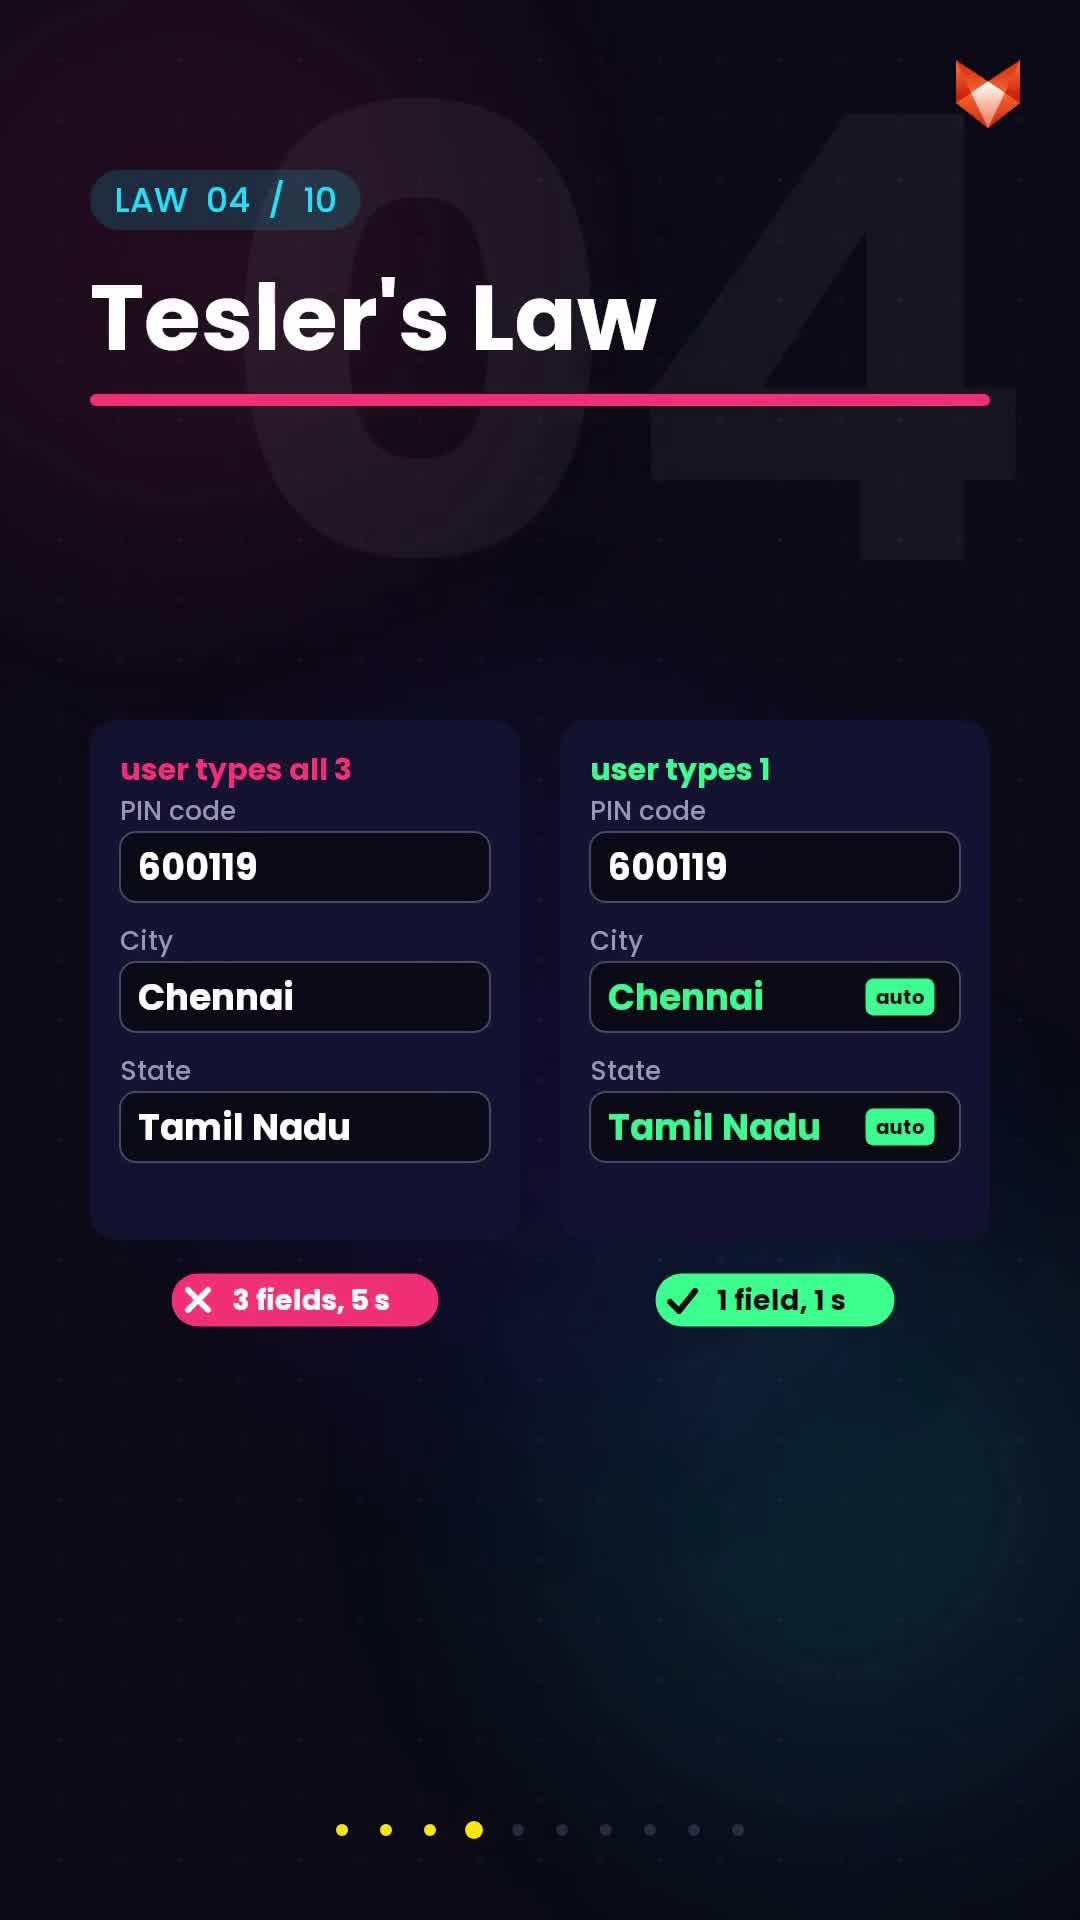 04
LAW 04 / 10
Tesler's Law
user types all 3
PIN code
600119
City
Chennai
State
Tamil Nadu
3 fields, 5 s
user types 1
PIN code
600119
City
Chennai auto
State
Tamil Nadu auto
1 field, 1 s